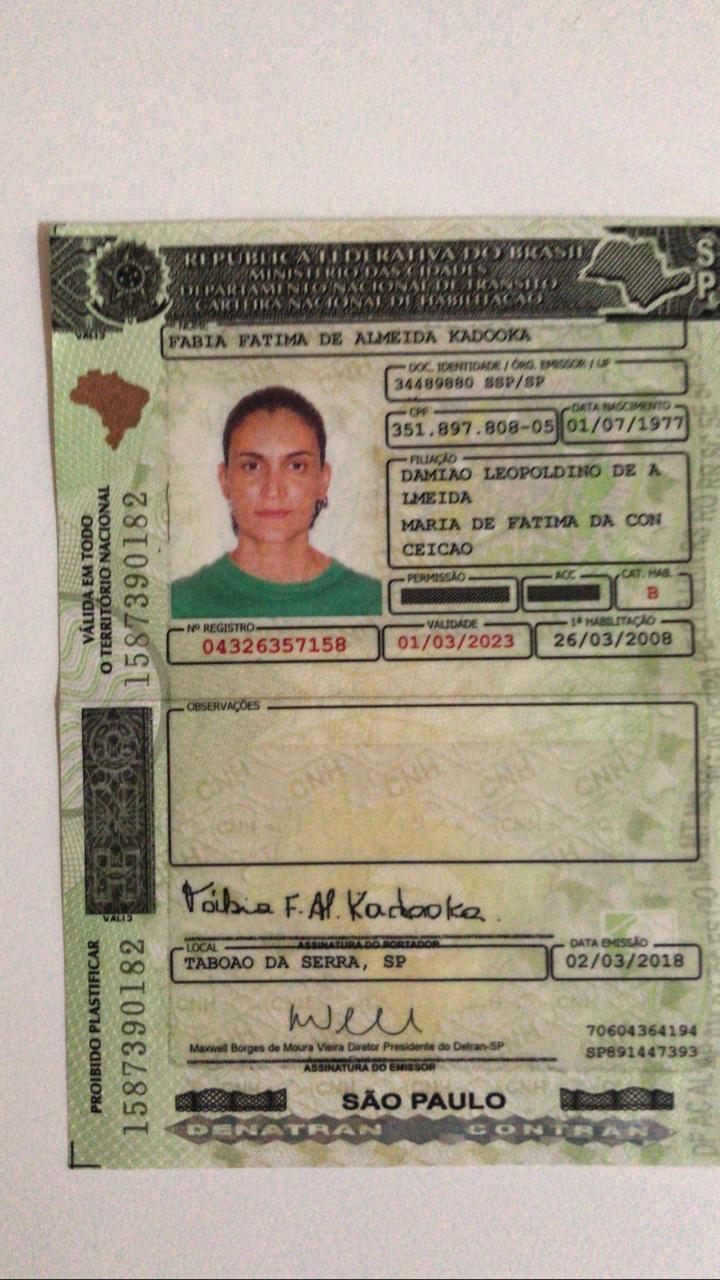 REPÚBLICA FEDERATIVA DO BRASIL
MINISTÉRIO DAS CIDADES
DEPARTAMENTO NACIONAL DE TRÂNSITO
CARTEIRA NACIONAL DE HABILITAÇÃO
SP
NOME
FABIA FATIMA DE ALMEIDA KADOOKA
DOC. IDENTIDADE / ÓRG. EMISSOR / UF
34489880 SSP/SP
CPF
351.897.808-05
DATA NASCIMENTO
01/07/1977
FILIAÇÃO
DAMIAO LEOPOLDINO DE A
LMEIDA
MARIA DE FATIMA DA CON
CEICAO
PERMISSÃO
ACC
CAT. HAB.
B
Nº REGISTRO
04326357158
VALIDADE
01/03/2023
1ª HABILITAÇÃO
26/03/2008
VÁLIDA EM TODO
O TERRITÓRIO NACIONAL
1587390182
OBSERVAÇÕES
CNH CNH CNH CNH CNH
Fábia F. Al. Kadooka
ASSINATURA DO PORTADOR
LOCAL
TABOAO DA SERRA, SP
DATA EMISSÃO
02/03/2018
Maxwell Borges de Moura Vieira Diretor Presidente do Detran-SP
ASSINATURA DO EMISSOR
70604364194
SP891447393
PROIBIDO PLASTIFICAR
1587390182
SÃO PAULO
DENATRAN CONTRAN